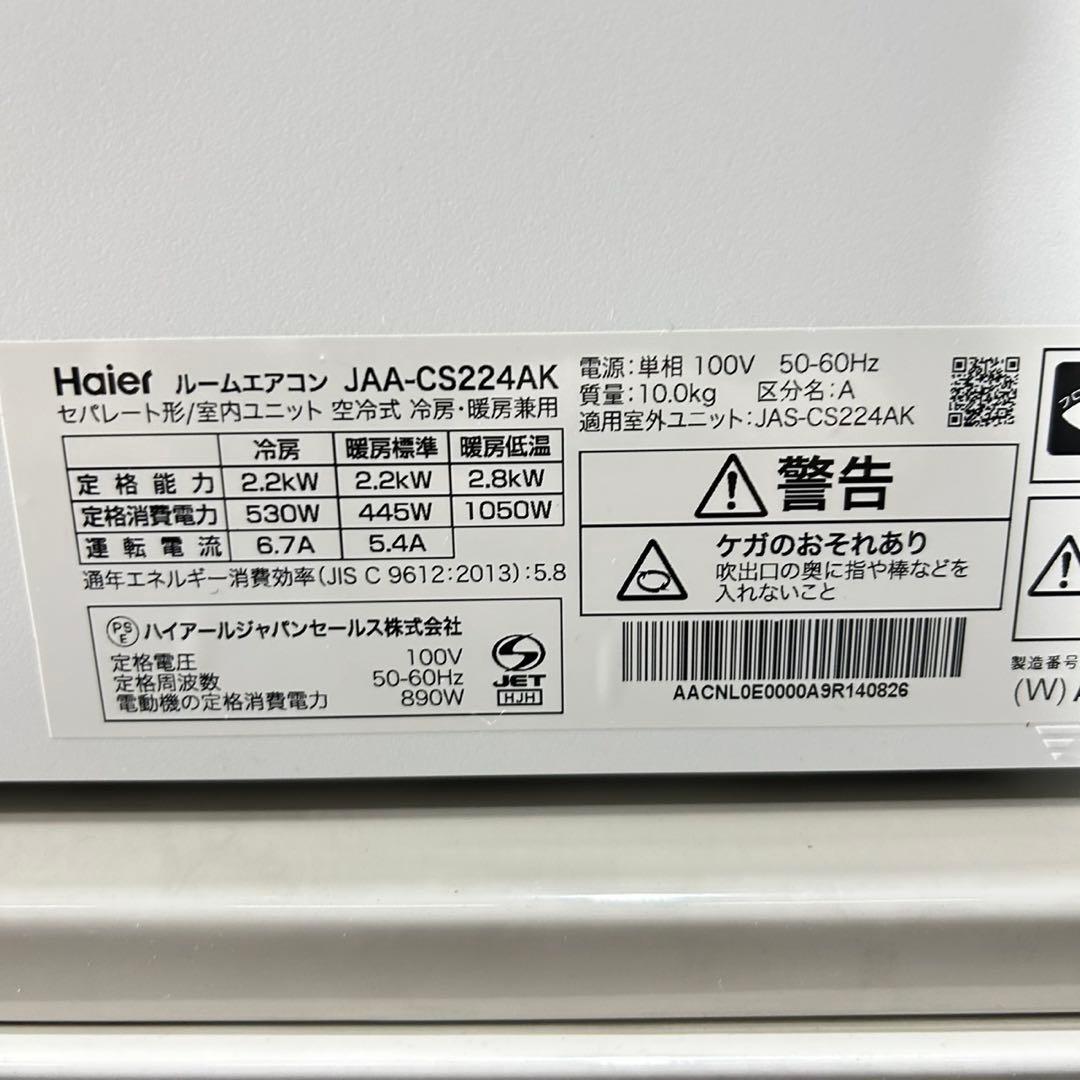 Haier ルームエアコン JAA-CS224AK
セパレート形/室内ユニット 空冷式 冷房・暖房兼用
冷房 暖房標準 暖房低温
定格能力 2.2kW 2.2kW 2.8kW
定格消費電力 530W 445W 1050W
運転電流 6.7A 5.4A
通年エネルギー消費効率(JIS C 9612:2013):5.8
PS
E ハイアールジャパンセールス株式会社
定格電圧 100V
定格周波数 50-60Hz
電動機の定格消費電力 890W
JET
HJH
電源:単相 100V 50-60Hz
質量:10.0kg 区分名:A
適用室外ユニット:JAS-CS224AK
警告
ケガのおそれあり
吹出口の奥に指や棒などを
入れないこと
AACNL0E0000A9R140826
フロ
製造番号
(W)